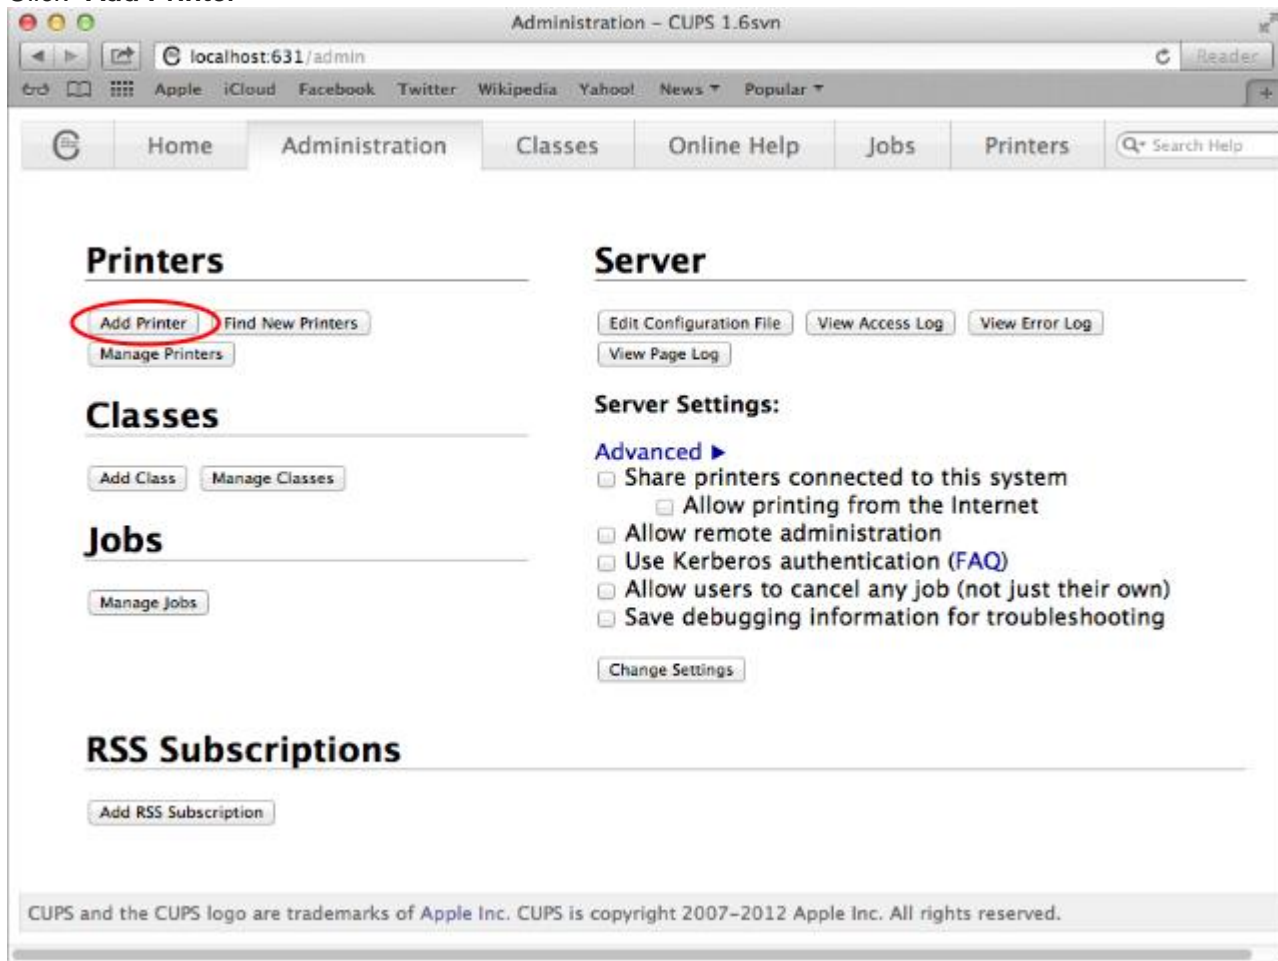 Click "Add Printer"
Administration – CUPS 1.6svn
localhost:631/admin
Reader
Apple iCloud Facebook Twitter Wikipedia Yahoo! News Popular
Home Administration Classes Online Help Jobs Printers Search Help
Printers
Add Printer Find New Printers
Manage Printers
Classes
Add Class Manage Classes
Jobs
Manage Jobs
Server
Edit Configuration File View Access Log View Error Log
View Page Log
Server Settings:
Advanced ▶
Share printers connected to this system
Allow printing from the Internet
Allow remote administration
Use Kerberos authentication (FAQ)
Allow users to cancel any job (not just their own)
Save debugging information for troubleshooting
Change Settings
RSS Subscriptions
Add RSS Subscription
CUPS and the CUPS logo are trademarks of Apple Inc. CUPS is copyright 2007–2012 Apple Inc. All rights reserved.